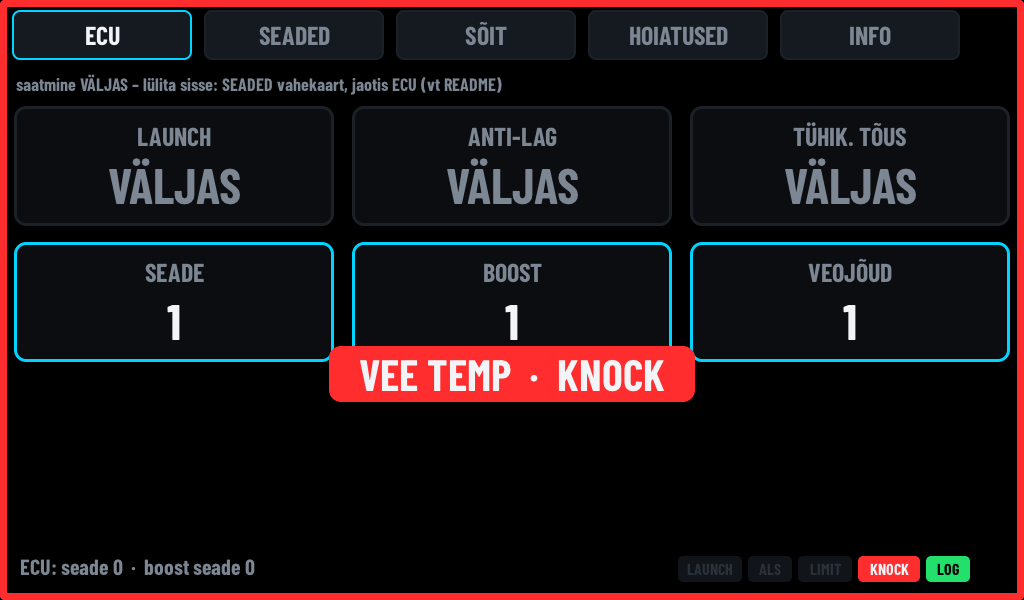 ECU SEADED SÕIT HOIATUSED INFO
saatmine VÄLJAS – lülita sisse: SEADED vahekaart, jaotis ECU (vt README)
LAUNCH ANTI-LAG TÜHIK. TÕUS
VÄLJAS VÄLJAS VÄLJAS
SEADE BOOST VEOJÕUD
1 1 1
VEE TEMP · KNOCK
ECU: seade 0 · boost seade 0 LAUNCH ALS LIMIT KNOCK LOG